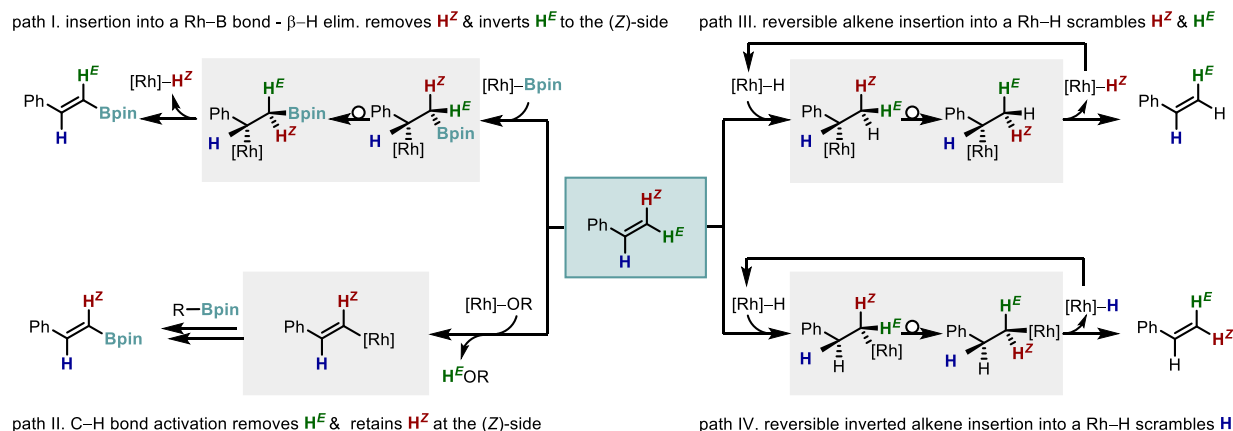 path I. insertion into a Rh–B bond - β–H elim. removes H^Z & inverts H^E to the (Z)-side
path III. reversible alkene insertion into a Rh–H scrambles H^Z & H^E
H^E
Ph
Bpin
H
[Rh]–H^Z
H^E
Ph
Bpin
H
H^Z
[Rh]
H^Z
Ph
H^E
H
Bpin
[Rh]
[Rh]–Bpin
[Rh]–H
H^Z
Ph
H^E
H
H
[Rh]
H^E
Ph
H
H
H^Z
[Rh]
[Rh]–H^Z
H^E
Ph
H
H
H^Z
Ph
H^E
H
H^Z
Ph
Bpin
H
R–Bpin
H^Z
Ph
[Rh]
H
[Rh]–OR
H^EOR
[Rh]–H
H^Z
Ph
H^E
H
[Rh]
H
H^E
Ph
[Rh]
H
H^Z
H
[Rh]–H
H^E
Ph
H^Z
H
path II. C–H bond activation removes H^E & retains H^Z at the (Z)-side
path IV. reversible inverted alkene insertion into a Rh–H scrambles H